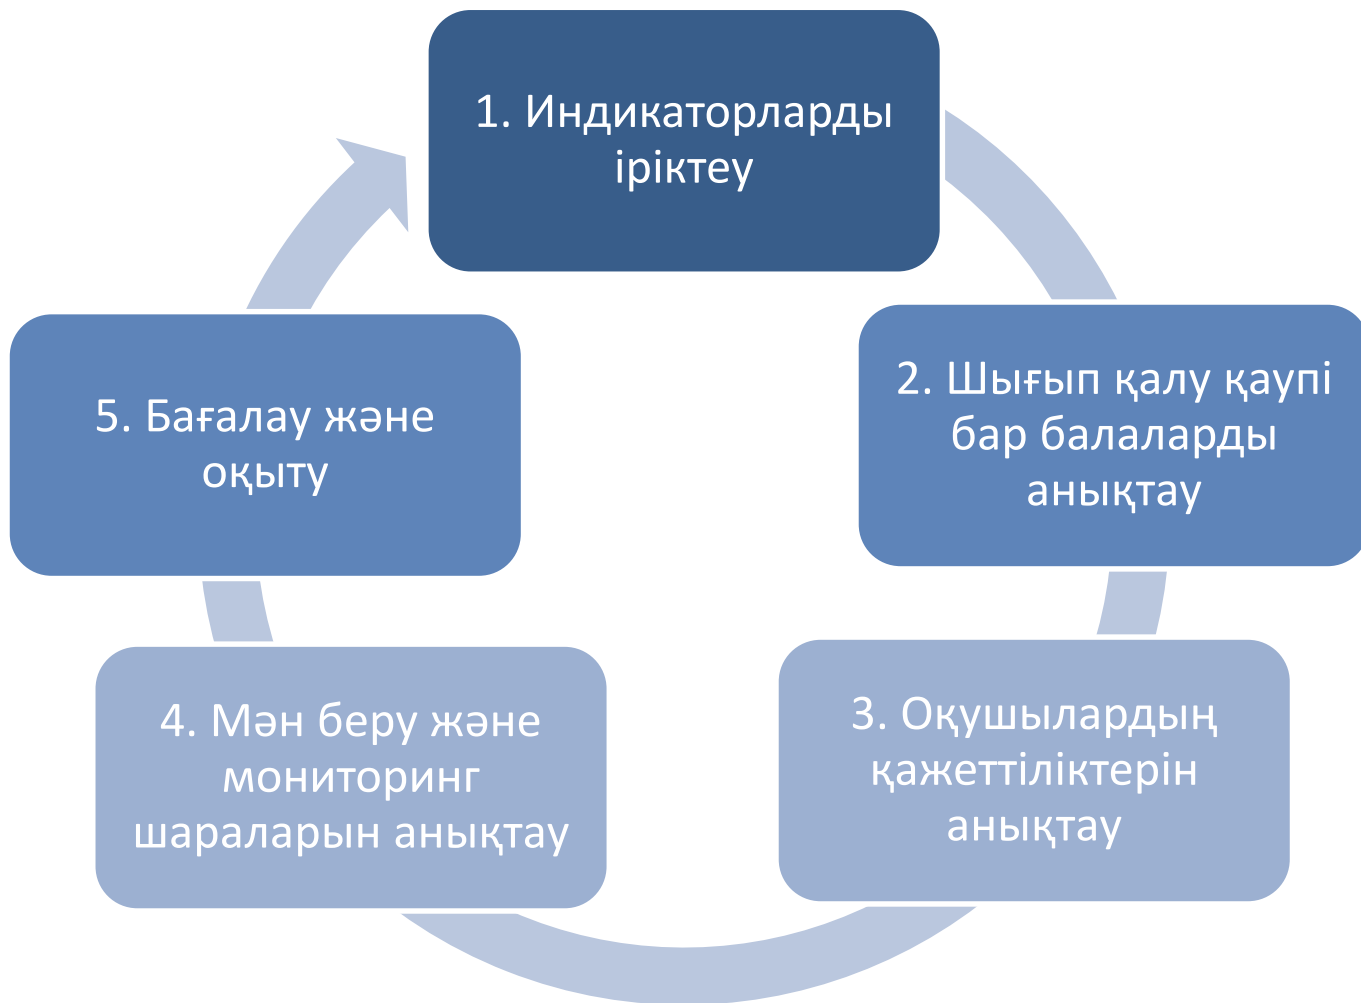 1. Индикаторларды
іріктеу
2. Шығып қалу қаупі
бар балаларды
анықтау
3. Оқушылардың
қажеттіліктерін
анықтау
4. Мән беру және
мониторинг
шараларын анықтау
5. Бағалау және
оқыту